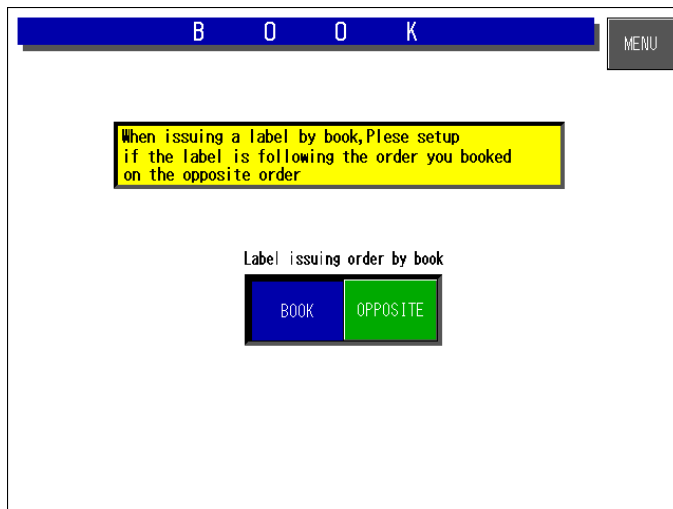 B O O K
MENU
When issuing a label by book,Plese setup
if the label is following the order you booked
on the opposite order
Label issuing order by book
BOOK
OPPOSITE